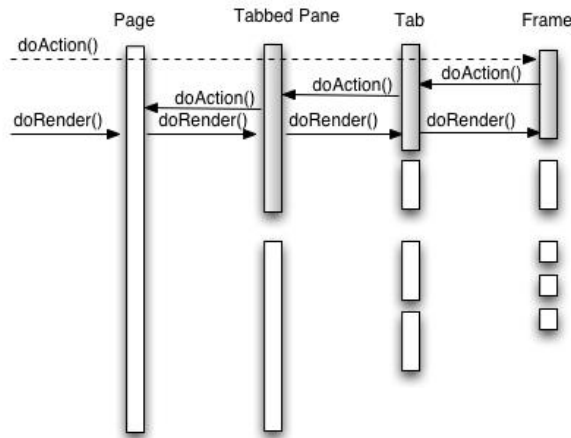 Page Tabbed Pane Tab Frame
doAction()
doAction()
doAction()
doAction()
doRender() doRender() doRender() doRender()